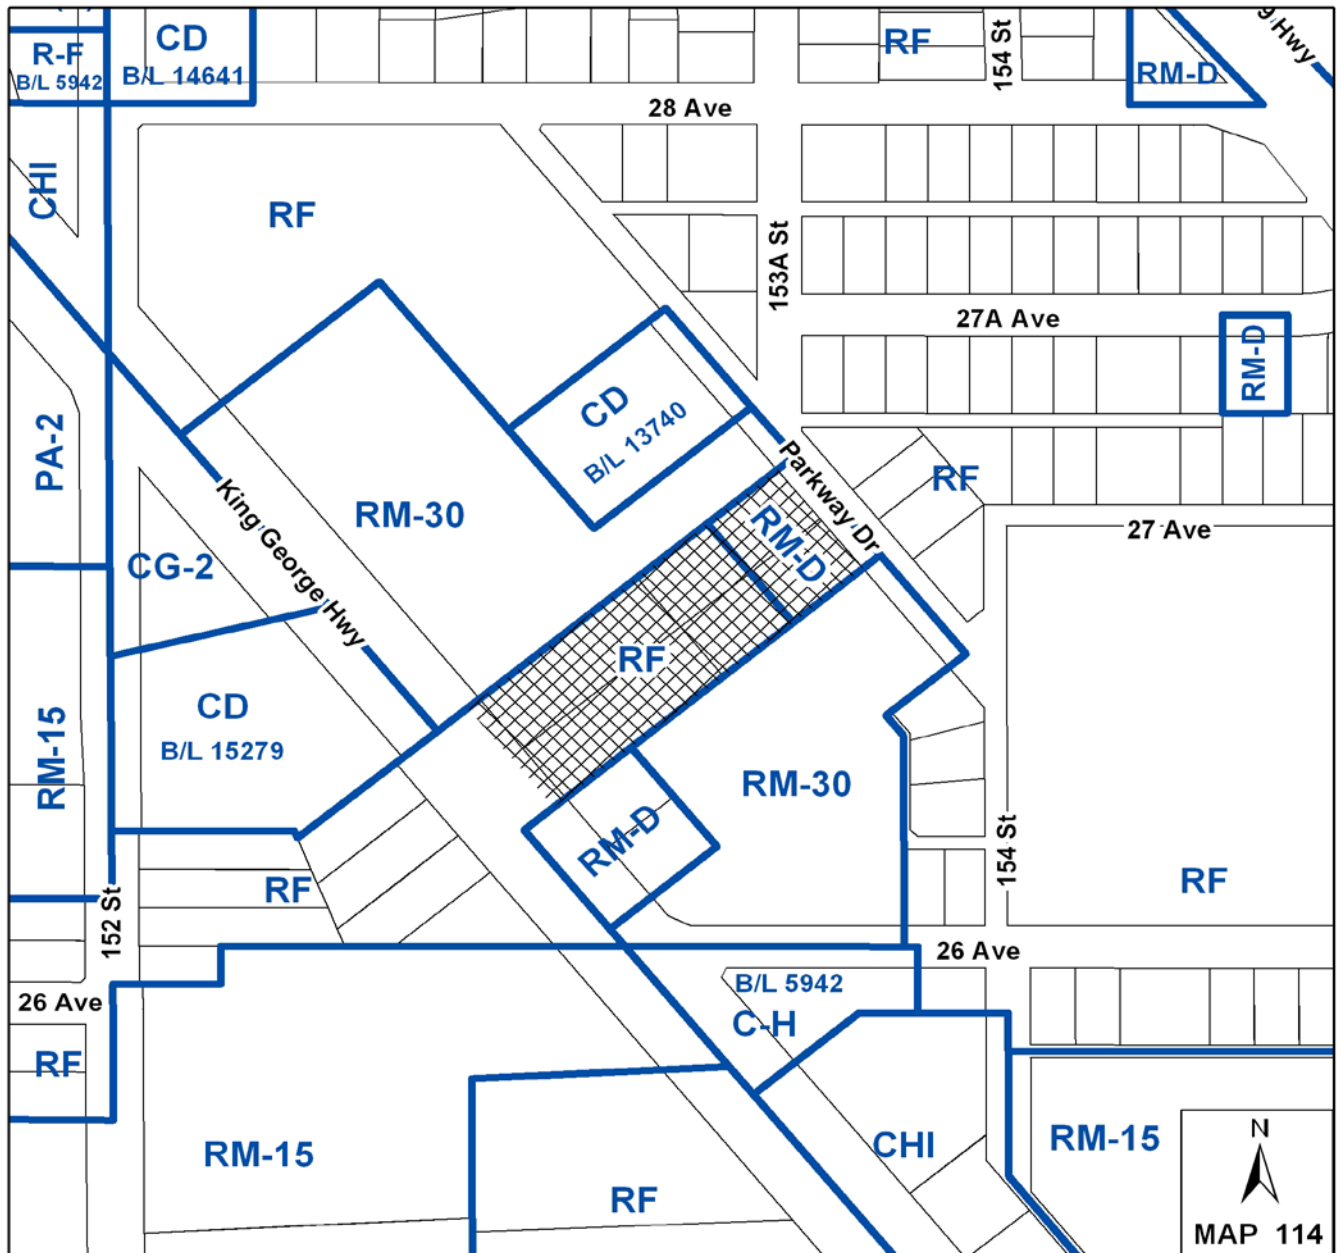 CD
B/L 14641
R-F
B/L 5942
RF
154 St
RM-D
9 Hwy
28 Ave
CHI
RF
153A St
27A Ave
RM-D
CD
B/L 13740
PA-2
King George Hwy
RM-30
Parkway Dr
RF
RM-D
27 Ave
CG-2
RF
CD
B/L 15279
RM-15
RM-30
RM-D
154 St
RF
RF
152 St
26 Ave
26 Ave
B/L 5942
C-H
RF
RM-15
CHI
RM-15
RF
N
MAP 114